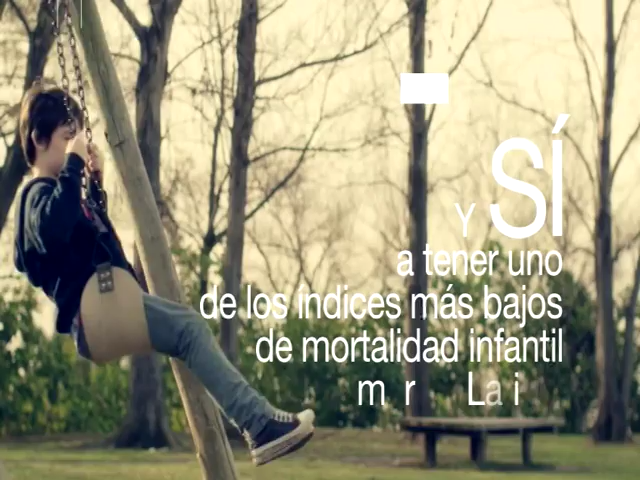 Y SÍ
a tener uno
de los índices más bajos
de mortalidad infantil